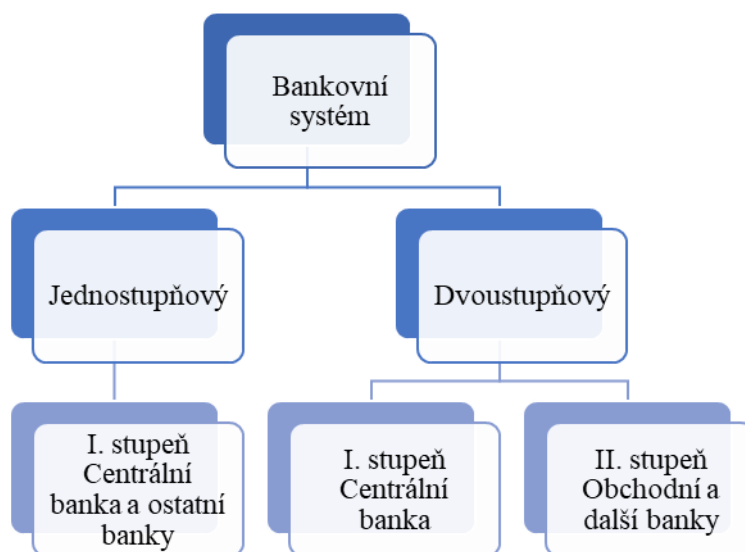 Bankovní
systém
Jednostupňový
Dvoustupňový
I. stupeň
Centrální
banka a ostatní
banky
I. stupeň
Centrální
banka
II. stupeň
Obchodní a
další banky